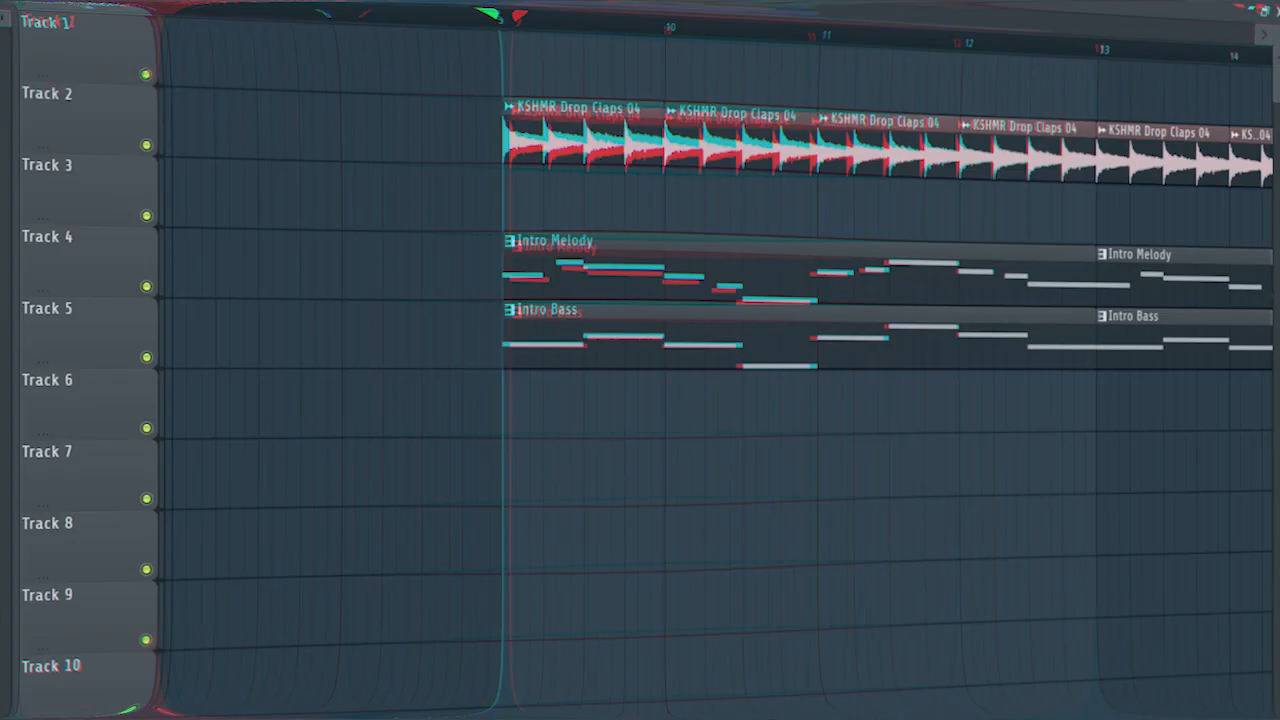 Track 1
10 11 12 13 14
Track 2
KSHMR Drop Claps 04 KSHMR Drop Claps 04 KSHMR Drop Claps 04 KSHMR Drop Claps 04 KSHMR Drop Claps 04 KS..04
Track 3
Track 4
Intro Melody Intro Melody
Track 5
Intro Bass Intro Bass
Track 6
Track 7
Track 8
Track 9
Track 10